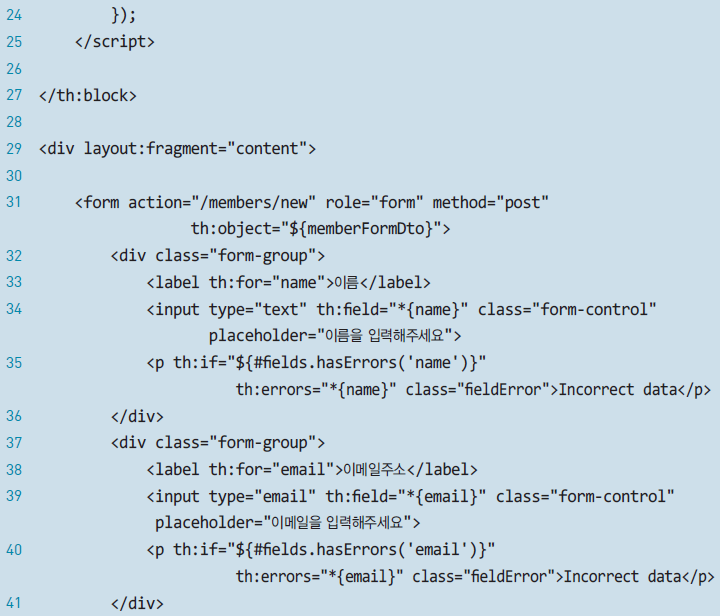 24 });
25 </script>
26
27 </th:block>
28
29 <div layout:fragment="content">
30
31 <form action="/members/new" role="form" method="post"
th:object="${memberFormDto}">
32 <div class="form-group">
33 <label th:for="name">이름</label>
34 <input type="text" th:field="*{name}" class="form-control"
placeholder="이름을 입력해주세요">
35 <p th:if="${#fields.hasErrors('name')}"
th:errors="*{name}" class="fieldError">Incorrect data</p>
36 </div>
37 <div class="form-group">
38 <label th:for="email">이메일주소</label>
39 <input type="email" th:field="*{email}" class="form-control"
placeholder="이메일을 입력해주세요">
40 <p th:if="${#fields.hasErrors('email')}"
th:errors="*{email}" class="fieldError">Incorrect data</p>
41 </div>